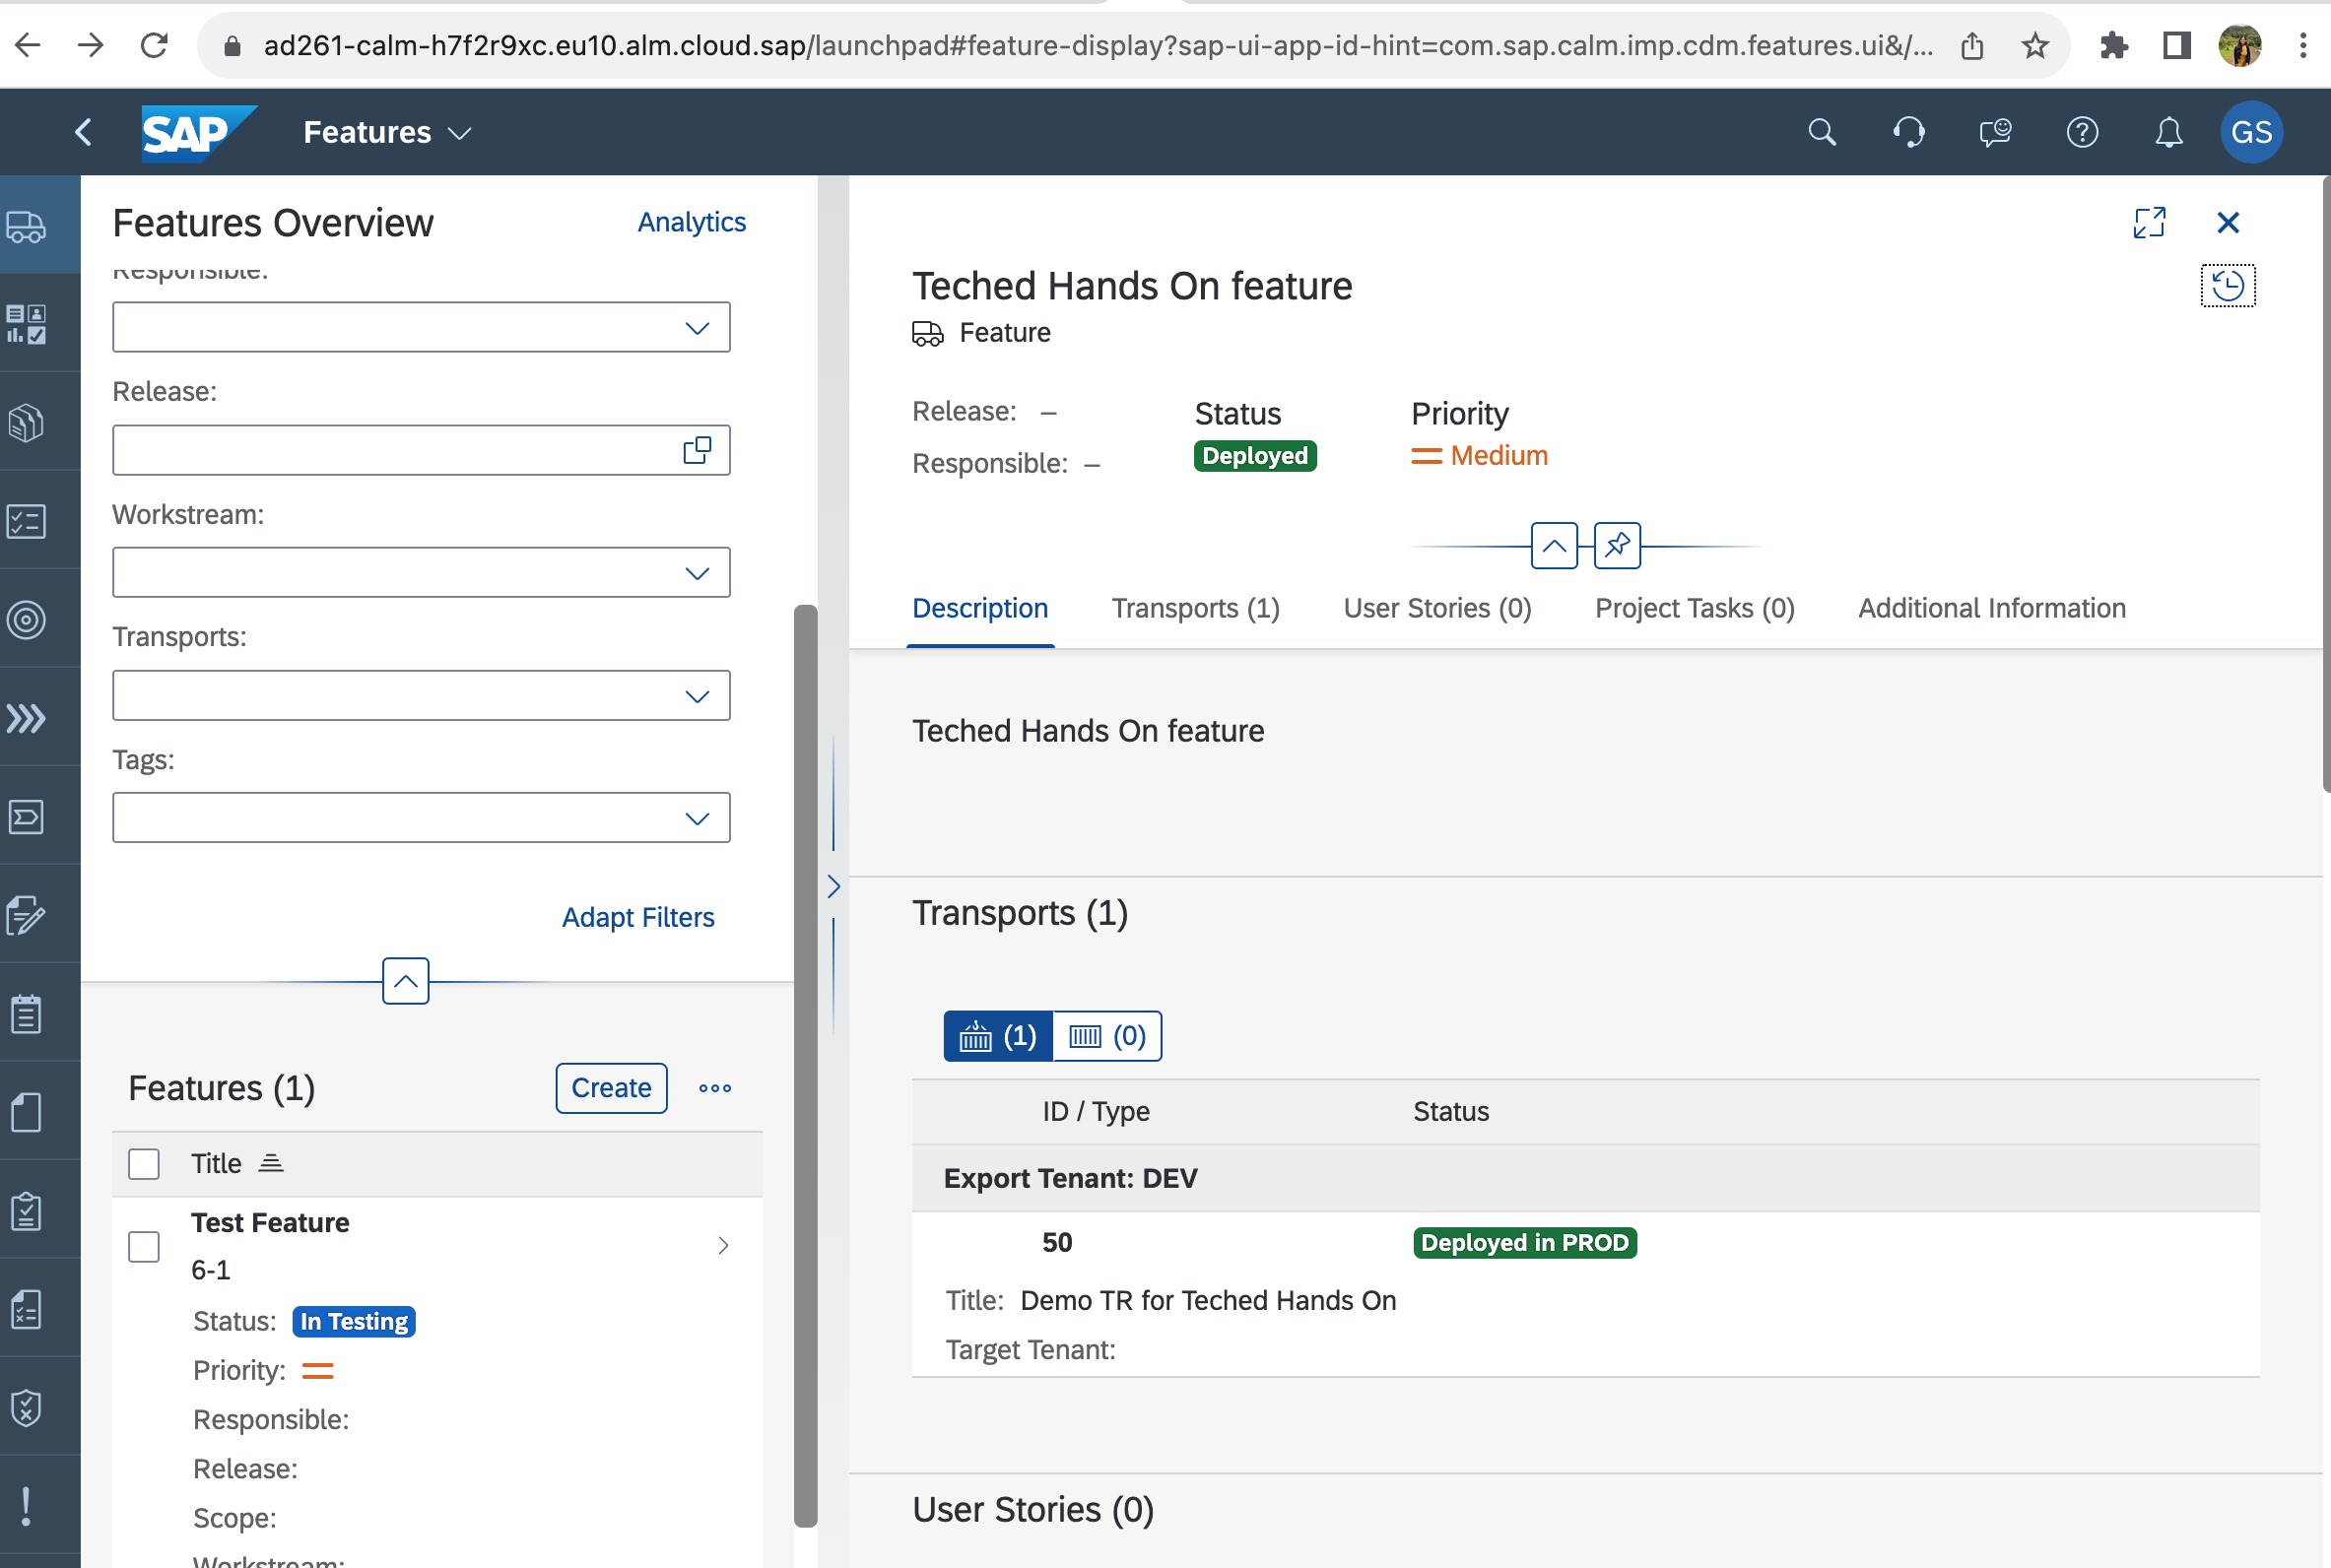 ad261-calm-h7f2r9xc.eu10.alm.cloud.sap/launchpad#feature-display?sap-ui-app-id-hint=com.sap.calm.imp.cdm.features.ui&/...
SAP
Features
GS
Features Overview
Analytics
Responsible:
Release:
Workstream:
Transports:
Tags:
Adapt Filters
Features (1)
Create
Title
Test Feature
6-1
Status: In Testing
Priority:
Responsible:
Release:
Scope:
Workstream:
Teched Hands On feature
Feature
Release: –
Responsible: –
Status
Deployed
Priority
Medium
Description
Transports (1)
User Stories (0)
Project Tasks (0)
Additional Information
Teched Hands On feature
Transports (1)
(1)
(0)
ID / Type
Status
Export Tenant: DEV
50
Deployed in PROD
Title: Demo TR for Teched Hands On
Target Tenant:
User Stories (0)